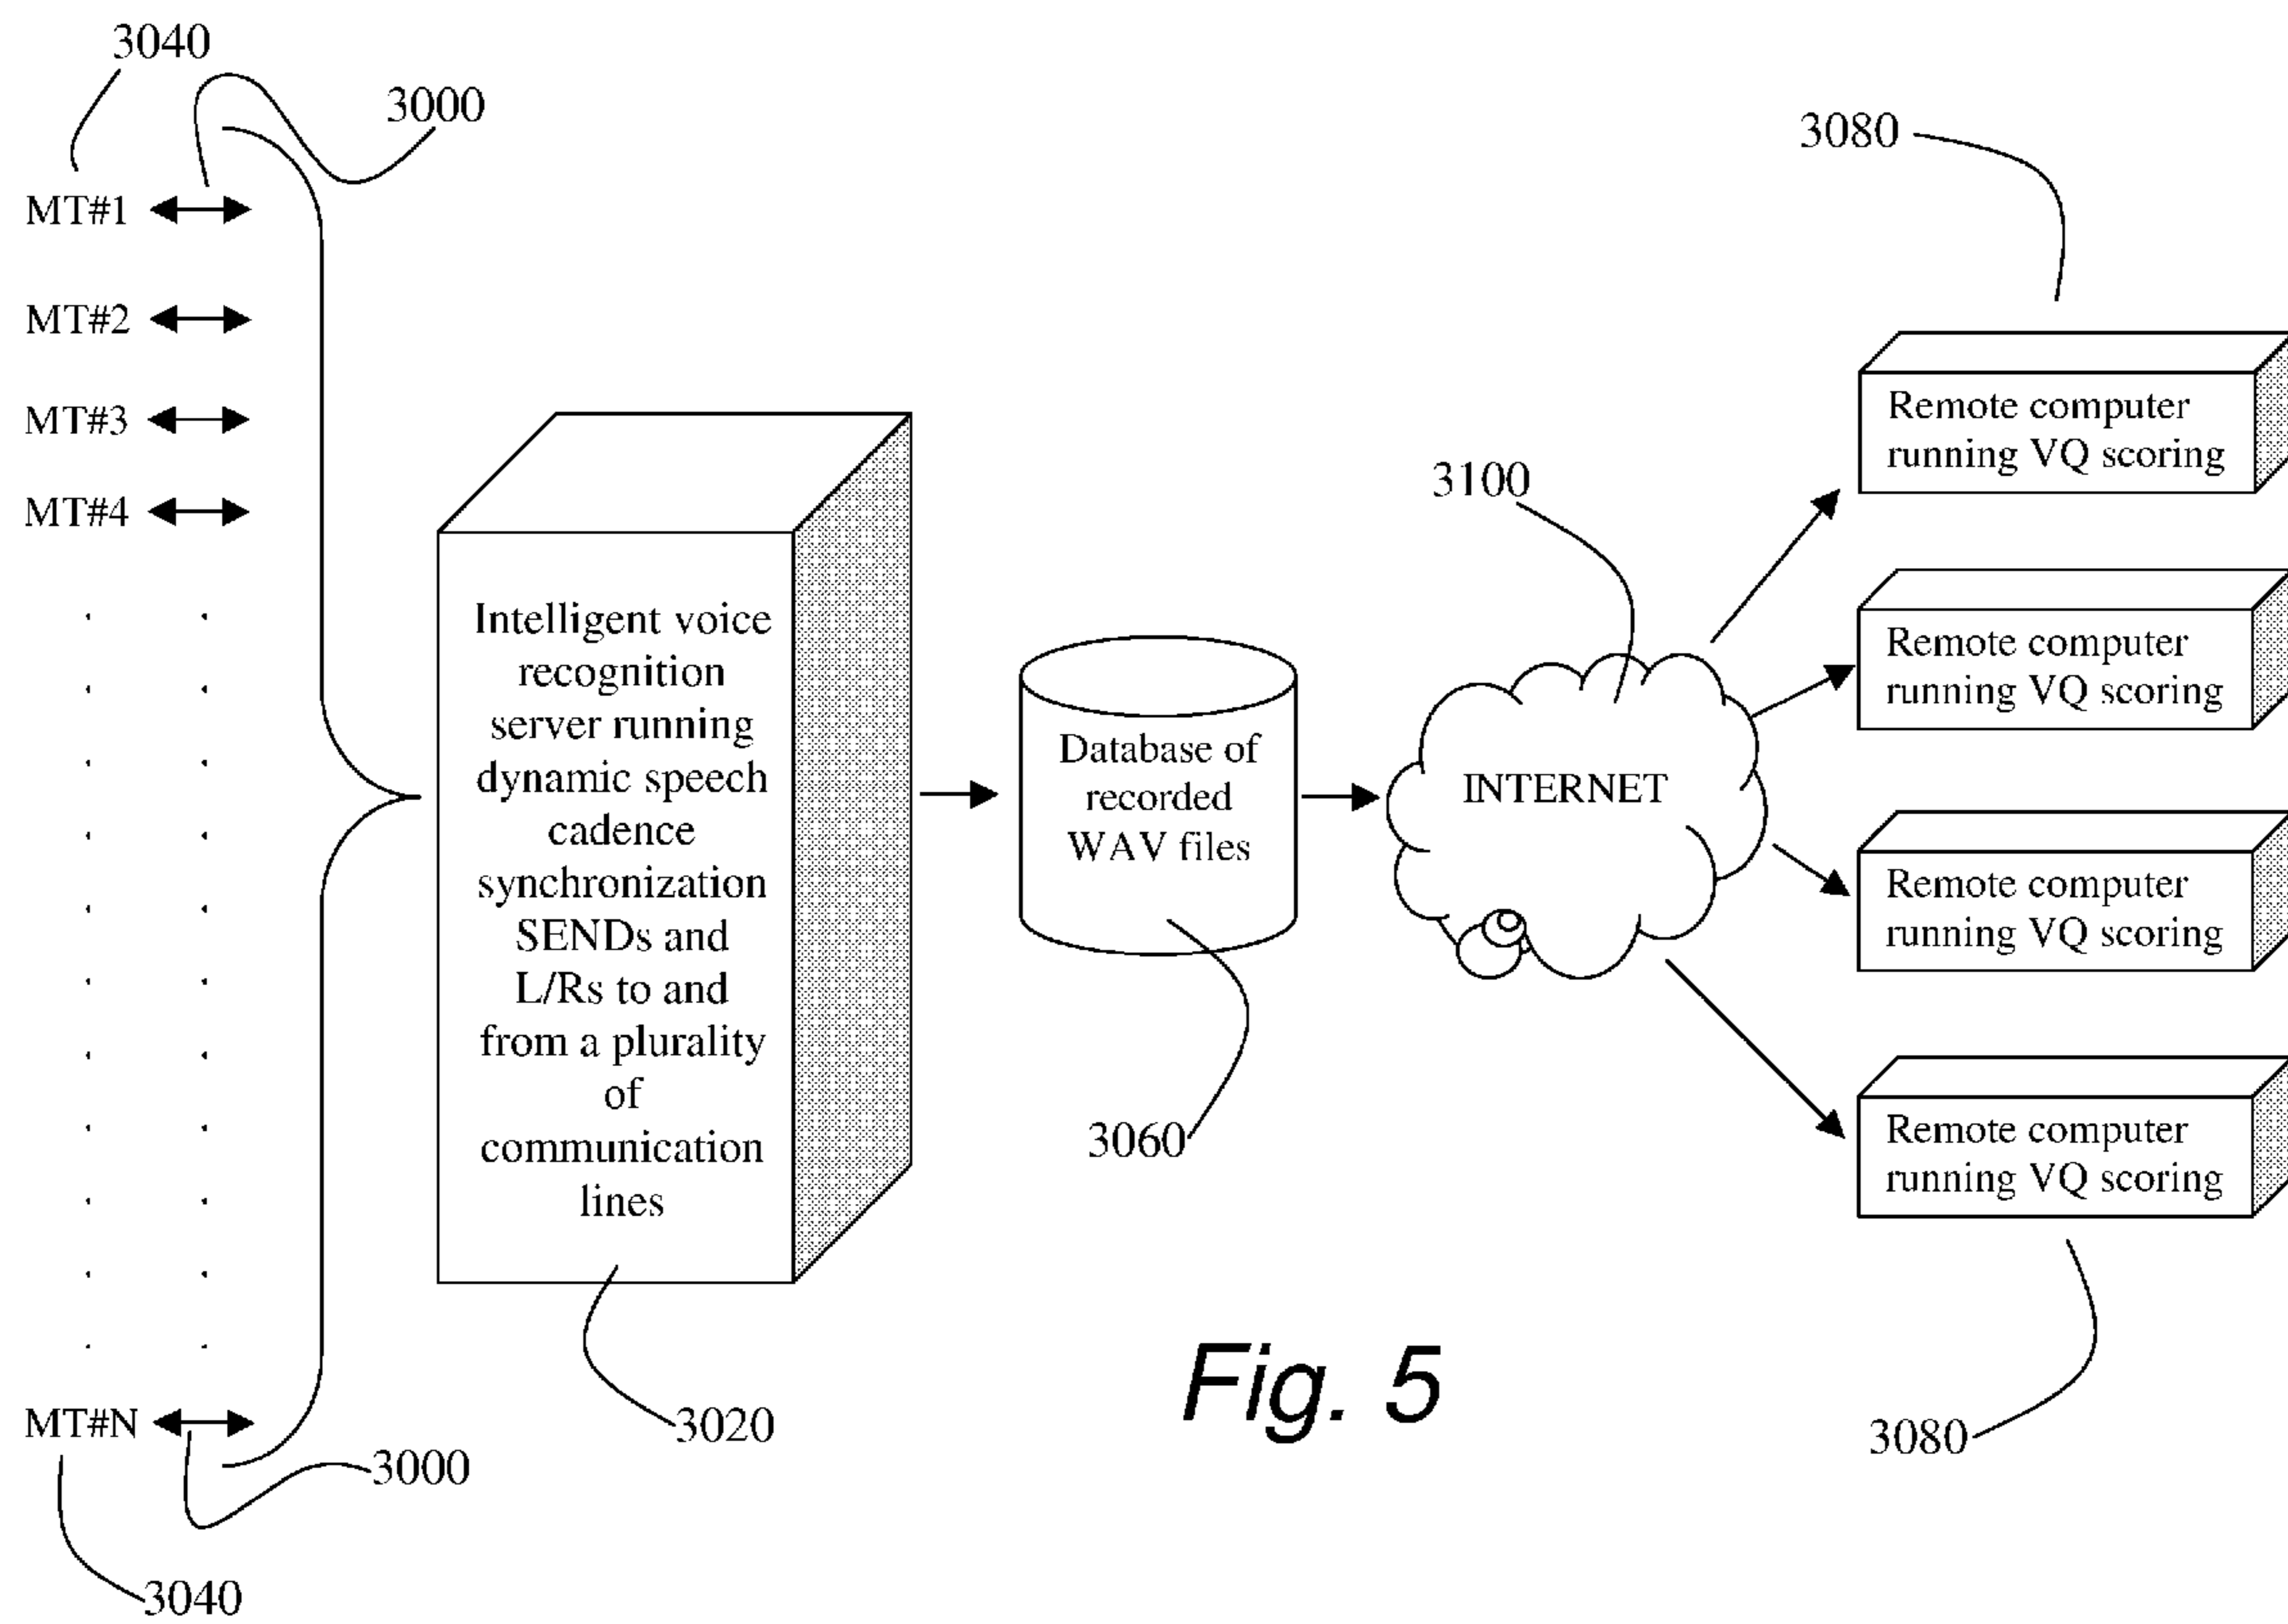 3040
3000
3080
MT#1
MT#2
MT#3
MT#4
Remote computer
running VQ scoring
3100
Intelligent voice
recognition
server running
dynamic speech
cadence
synchronization
SENDs and
L/Rs to and
from a plurality
of
communication
lines
Database of
recorded
WAV files
INTERNET
Remote computer
running VQ scoring
Remote computer
running VQ scoring
Remote computer
running VQ scoring
3060
MT#N
3000
3040
3020
Fig. 5
3080